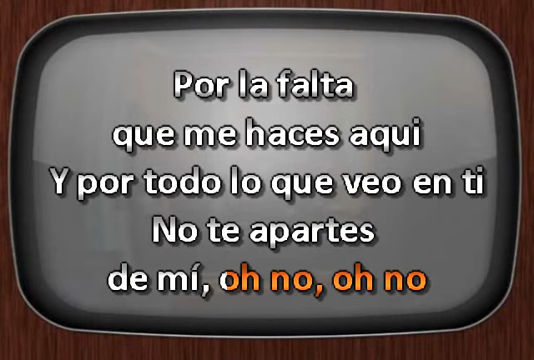 Por la falta
que me haces aqui
Y por todo lo que veo en ti
No te apartes
de mí, oh no, oh no